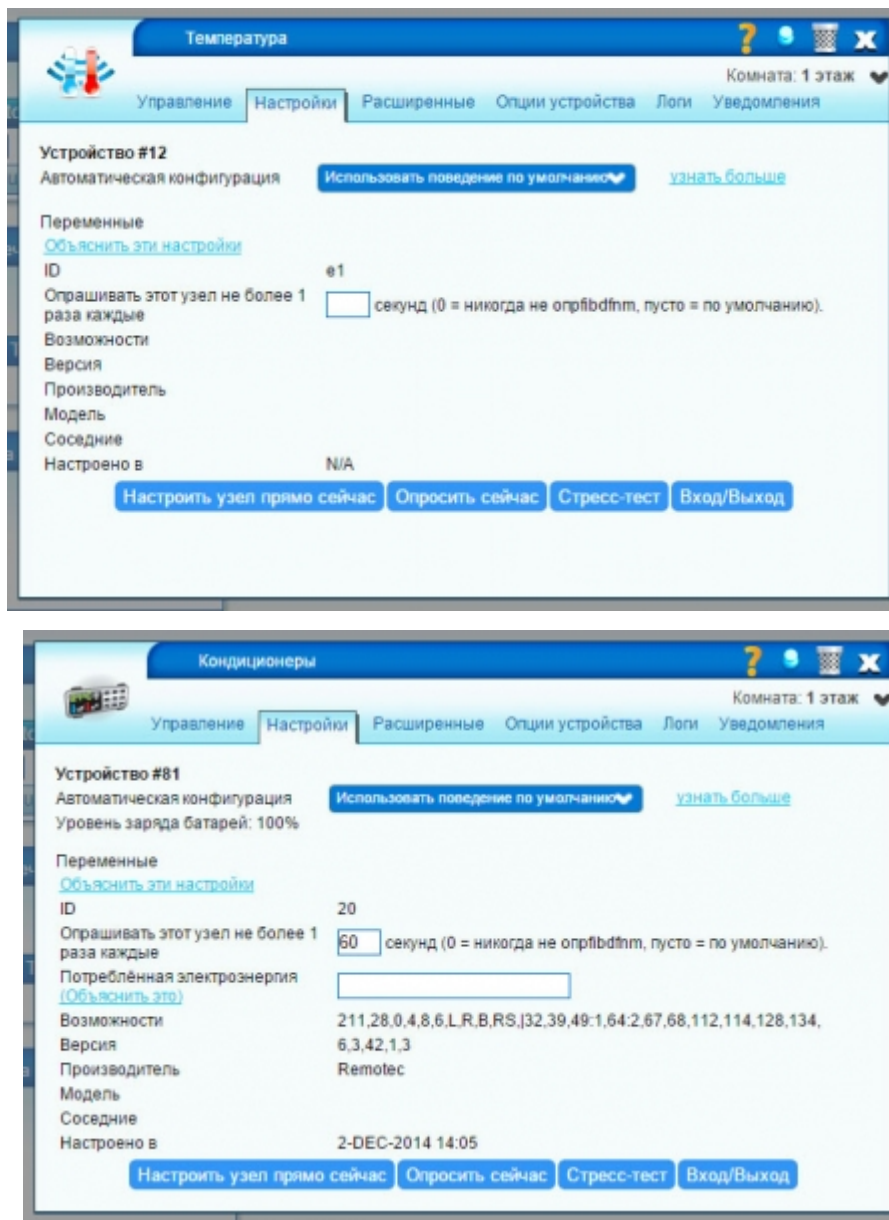 Температура
?
X
Комната: 1 этаж
Управление Настройки Расширенные Опции устройства Логи Уведомления
Устройство #12
Автоматическая конфигурация Использовать поведение по умолчанию узнать больше
Переменные
Объяснить эти настройки
ID e1
Опрашивать этот узел не более 1
раза каждые секунд (0 = никогда не опрfibdfnm, пусто = по умолчанию).
Возможности
Версия
Производитель
Модель
Соседние
Настроено в N/A
Настроить узел прямо сейчас Опросить сейчас Стресс-тест Вход/Выход
Кондиционеры
?
X
Комната: 1 этаж
Управление Настройки Расширенные Опции устройства Логи Уведомления
Устройство #81
Автоматическая конфигурация Использовать поведение по умолчанию узнать больше
Уровень заряда батарей: 100%
Переменные
Объяснить эти настройки
ID 20
Опрашивать этот узел не более 1
раза каждые 60 секунд (0 = никогда не опрfibdfnm, пусто = по умолчанию).
Потреблённая электроэнергия
(Объяснить это)
Возможности 211,28,0,4,8,6,L,R,B,RS,|32,39,49:1,64:2,67,68,112,114,128,134,
Версия 6,3,42,1,3
Производитель Remotec
Модель
Соседние
Настроено в 2-DEC-2014 14:05
Настроить узел прямо сейчас Опросить сейчас Стресс-тест Вход/Выход